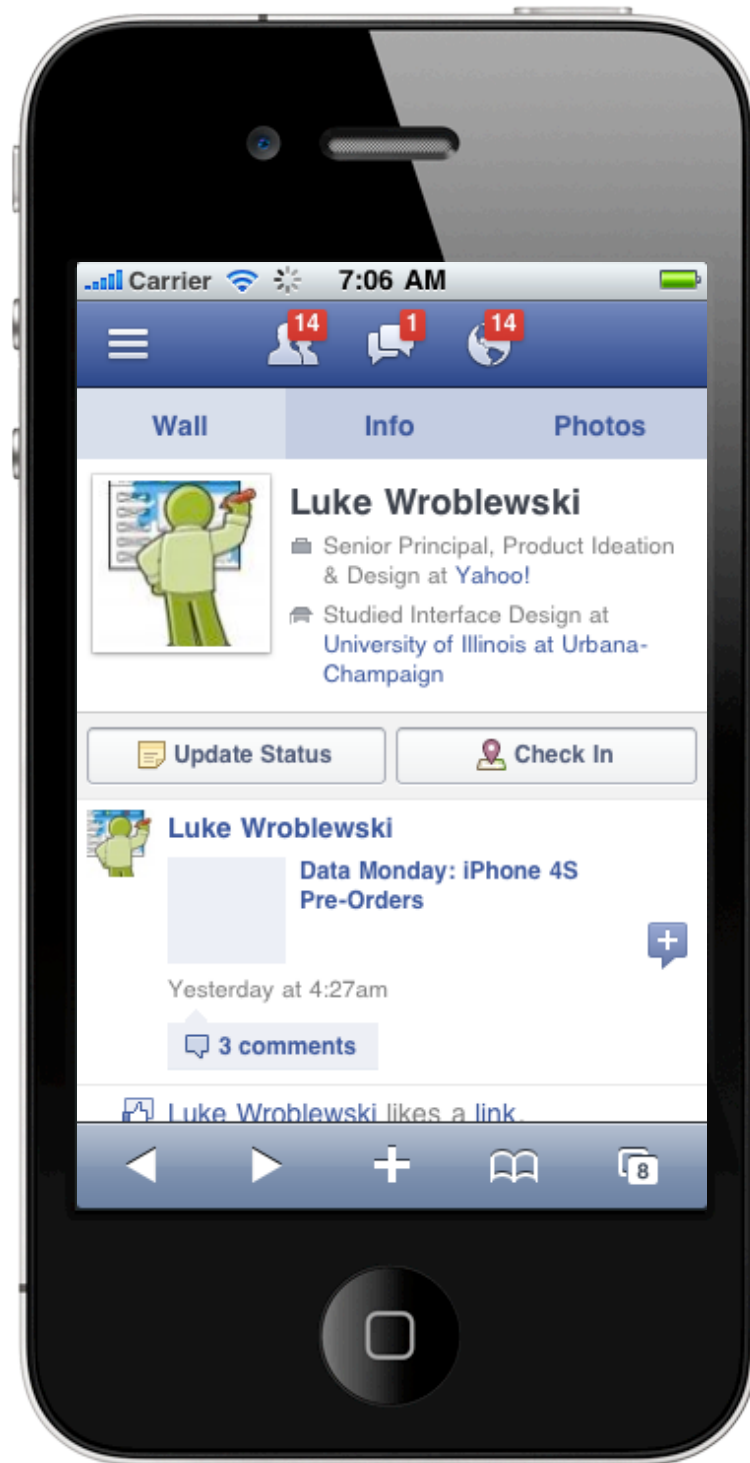 Carrier 7:06 AM
14 1 14
Wall Info Photos
Luke Wroblewski
Senior Principal, Product Ideation
& Design at Yahoo!
Studied Interface Design at
University of Illinois at Urbana-
Champaign
Update Status Check In
Luke Wroblewski
Data Monday: iPhone 4S
Pre-Orders
Yesterday at 4:27am
3 comments
Luke Wroblewski likes a link.
8